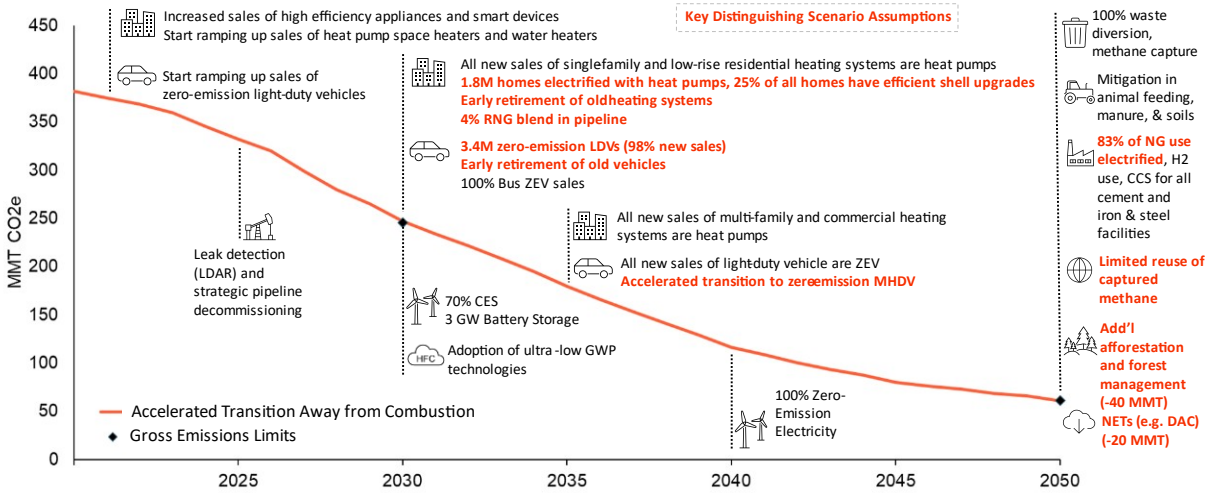 Increased sales of high efficiency appliances and smart devices
Start ramping up sales of heat pump space heaters and water heaters
Key Distinguishing Scenario Assumptions
100% waste
diversion,
methane capture
450
400
350
300
250
200
150
100
50
0
MMT CO2e
Start ramping up sales of
zero-emission light-duty vehicles
All new sales of singlefamily and low-rise residential heating systems are heat pumps
1.8M homes electrified with heat pumps, 25% of all homes have efficient shell upgrades
Early retirement of oldheating systems
4% RNG blend in pipeline
3.4M zero-emission LDVs (98% new sales)
Early retirement of old vehicles
100% Bus ZEV sales
Mitigation in
animal feeding,
manure, & soils
83% of NG use
electrified, H2
use, CCS for all
cement and
iron & steel
facilities
Leak detection
(LDAR) and
strategic pipeline
decommissioning
All new sales of multi-family and commercial heating
systems are heat pumps
All new sales of light-duty vehicle are ZEV
Accelerated transition to zeroemission MHDV
Limited reuse of
captured
methane
70% CES
3 GW Battery Storage
HFC
Adoption of ultra-low GWP
technologies
Add'l
afforestation
and forest
management
(-40 MMT)
NETs (e.g. DAC)
(-20 MMT)
100% Zero-
Emission
Electricity
Accelerated Transition Away from Combustion
Gross Emissions Limits
2025
2030
2035
2040
2045
2050